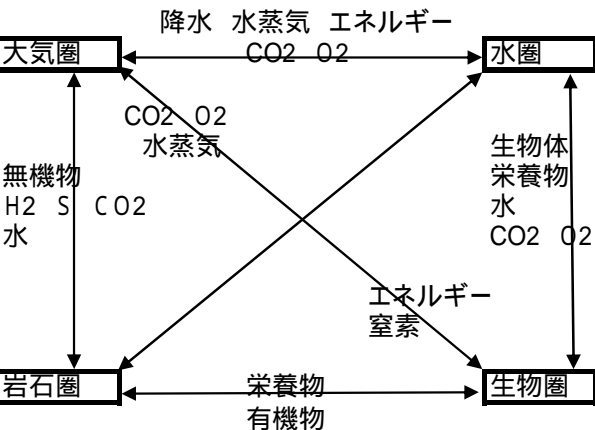 降水 水蒸気 エネルギー
CO2 O2
大気圏
水圏
CO2 O2
水蒸気
無機物
H2 S CO2
水
生物体
栄養物
水
CO2 O2
エネルギー
窒素
岩石圏
栄養物
有機物
生物圏